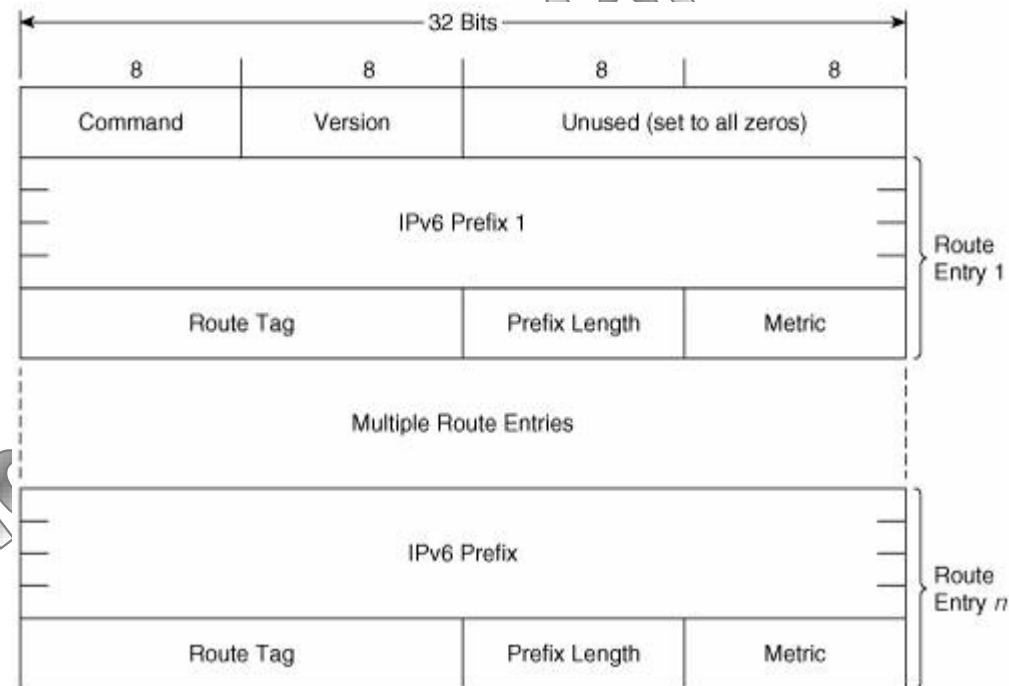 32 Bits
8 8 8 8
Command Version Unused (set to all zeros)
IPv6 Prefix 1
Route
Entry 1
Route Tag Prefix Length Metric
Multiple Route Entries
IPv6 Prefix
Route
Entry n
Route Tag Prefix Length Metric